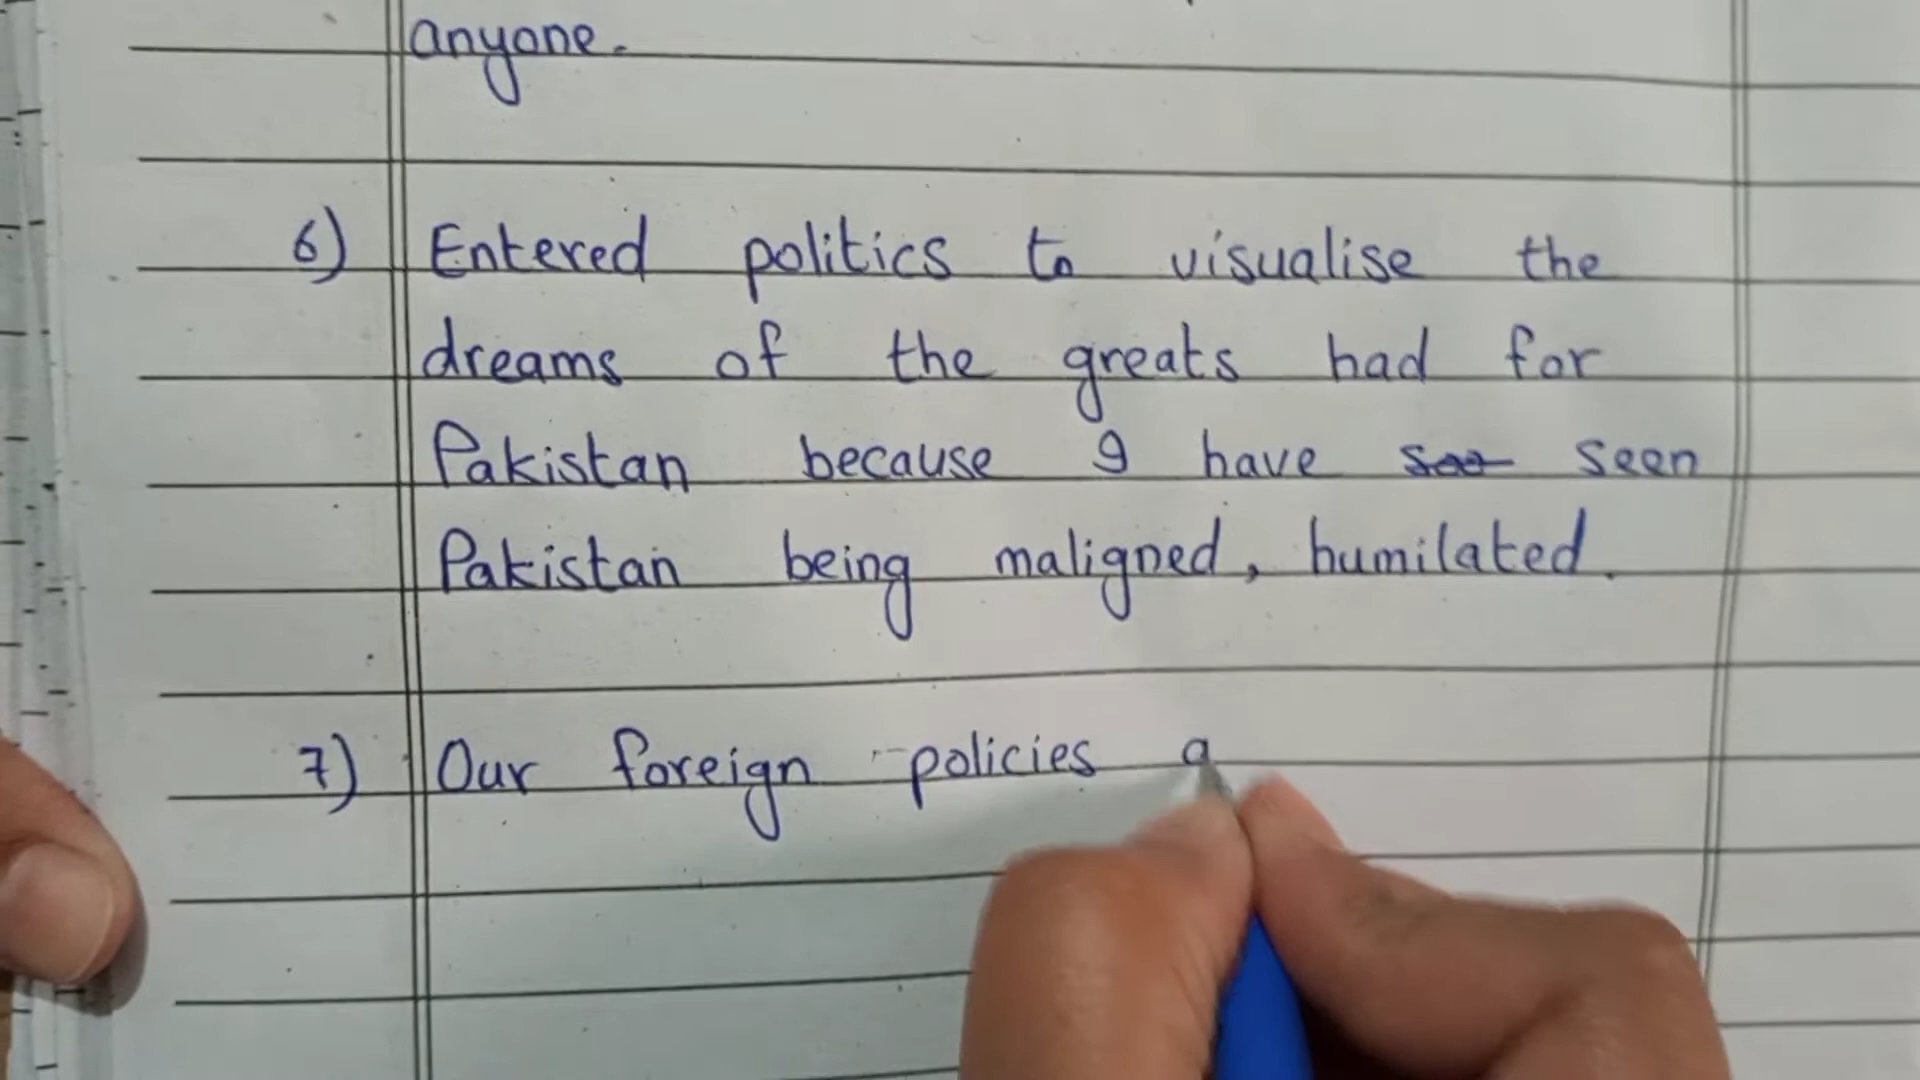 anyone.
6) Entered politics to visualise the
dreams of the greats had for
Pakistan because I have seen
Pakistan being maligned, humilated.
7) Our foreign policies a